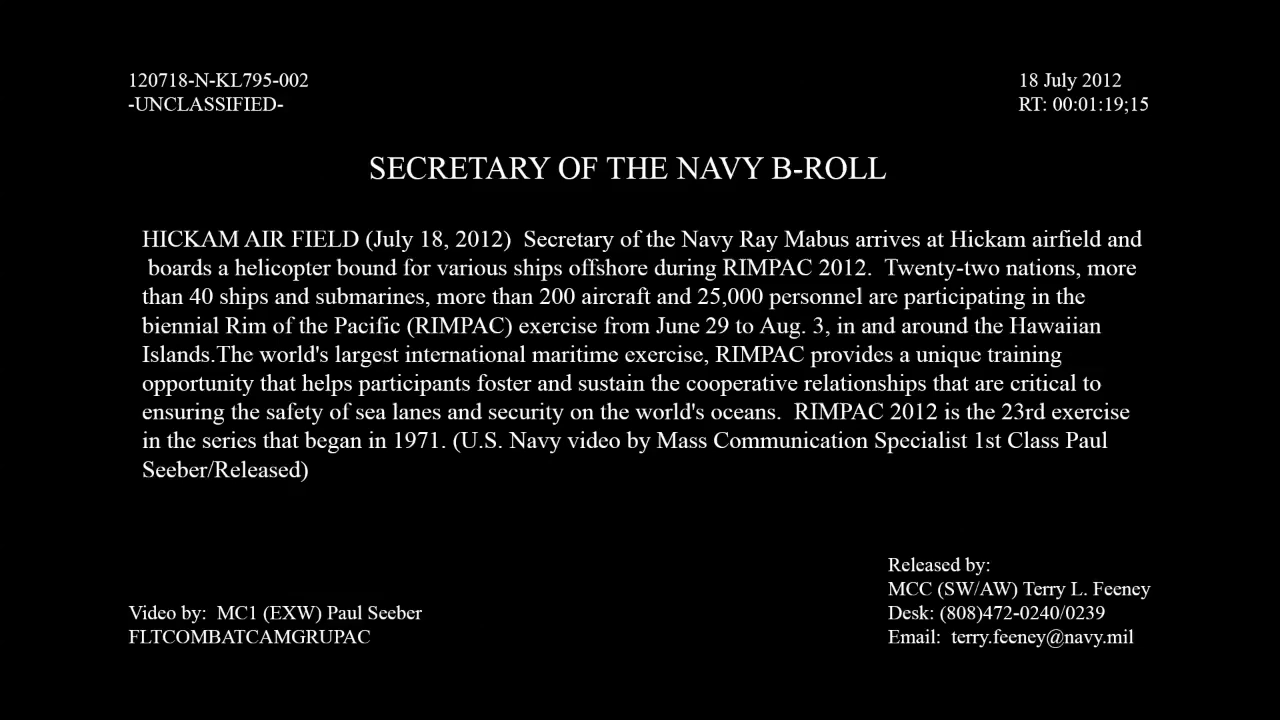 120718-N-KL795-002
-UNCLASSIFIED-
18 July 2012
RT: 00:01:19;15
SECRETARY OF THE NAVY B-ROLL
HICKAM AIR FIELD (July 18, 2012)  Secretary of the Navy Ray Mabus arrives at Hickam airfield and
boards a helicopter bound for various ships offshore during RIMPAC 2012.  Twenty-two nations, more
than 40 ships and submarines, more than 200 aircraft and 25,000 personnel are participating in the
biennial Rim of the Pacific (RIMPAC) exercise from June 29 to Aug. 3, in and around the Hawaiian
Islands.The world's largest international maritime exercise, RIMPAC provides a unique training
opportunity that helps participants foster and sustain the cooperative relationships that are critical to
ensuring the safety of sea lanes and security on the world's oceans.  RIMPAC 2012 is the 23rd exercise
in the series that began in 1971. (U.S. Navy video by Mass Communication Specialist 1st Class Paul
Seeber/Released)
Video by:  MC1 (EXW) Paul Seeber
FLTCOMBATCAMGRUPAC
Released by:
MCC (SW/AW) Terry L. Feeney
Desk: (808)472-0240/0239
Email:  terry.feeney@navy.mil